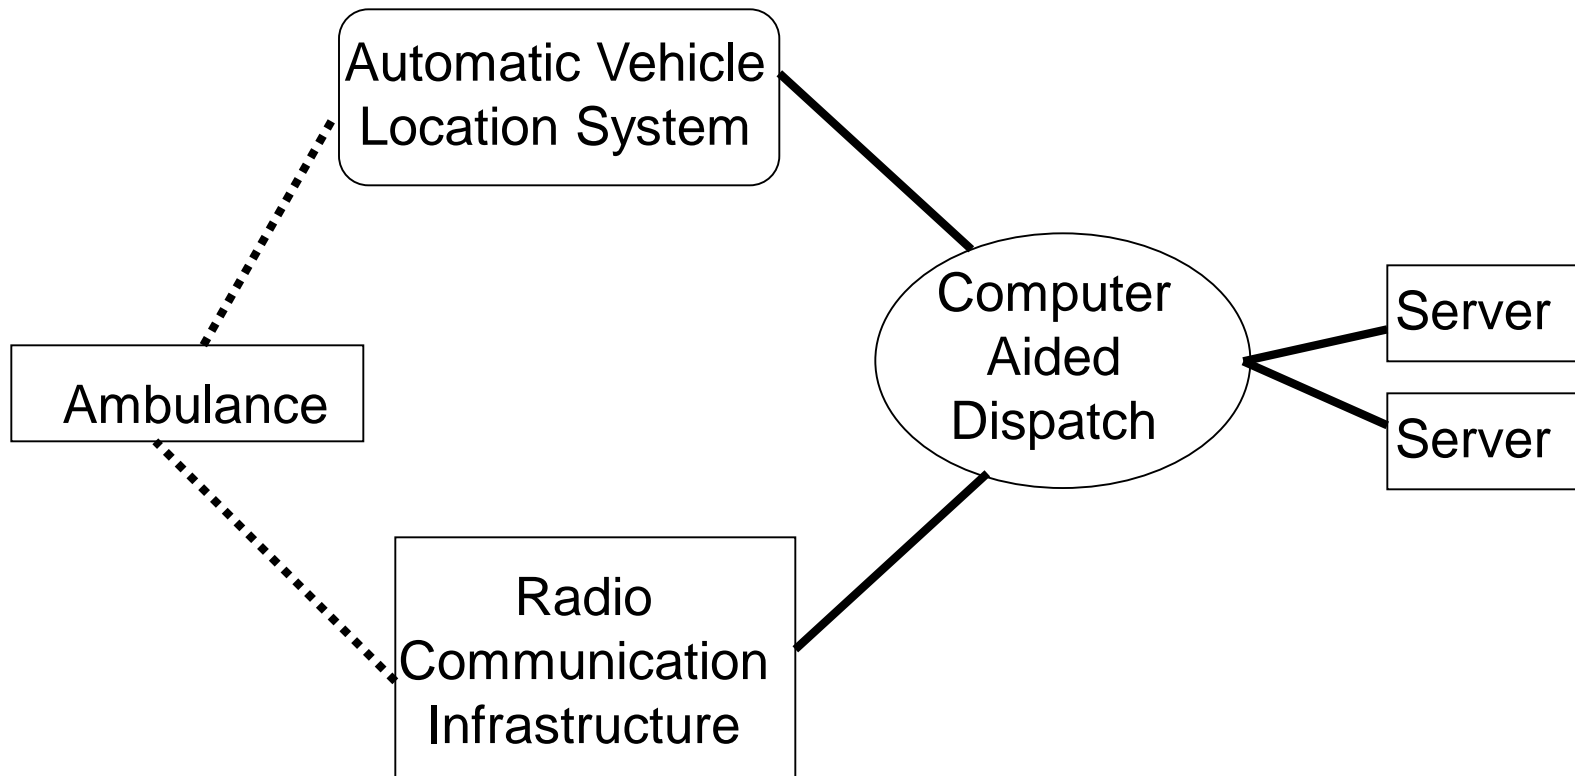 Automatic Vehicle
Location System
Ambulance
Computer
Aided
Dispatch
Server
Server
Radio
Communication
Infrastructure